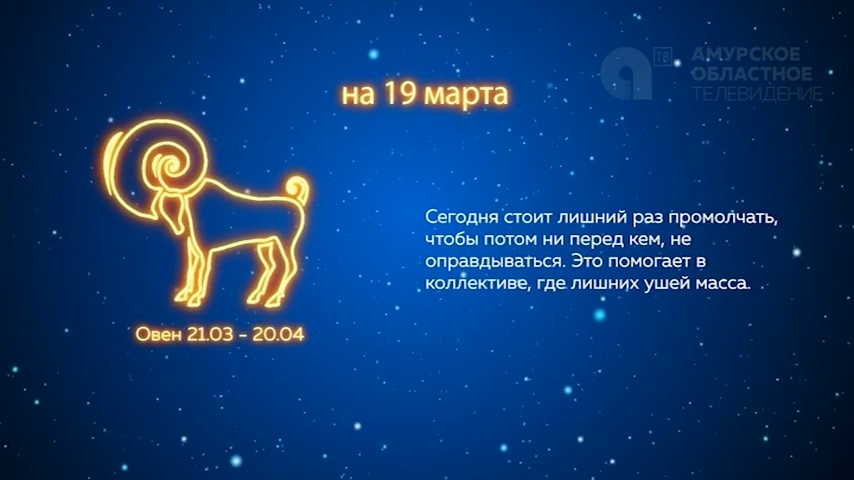 ТВ
АМУРСКОЕ
ОБЛАСТНОЕ
ТЕЛЕВИДЕНИЕ
на 19 марта
Сегодня стоит лишний раз промолчать,
чтобы потом ни перед кем, не
оправдываться. Это помогает в
коллективе, где лишних ушей масса.
Овен 21.03 - 20.04